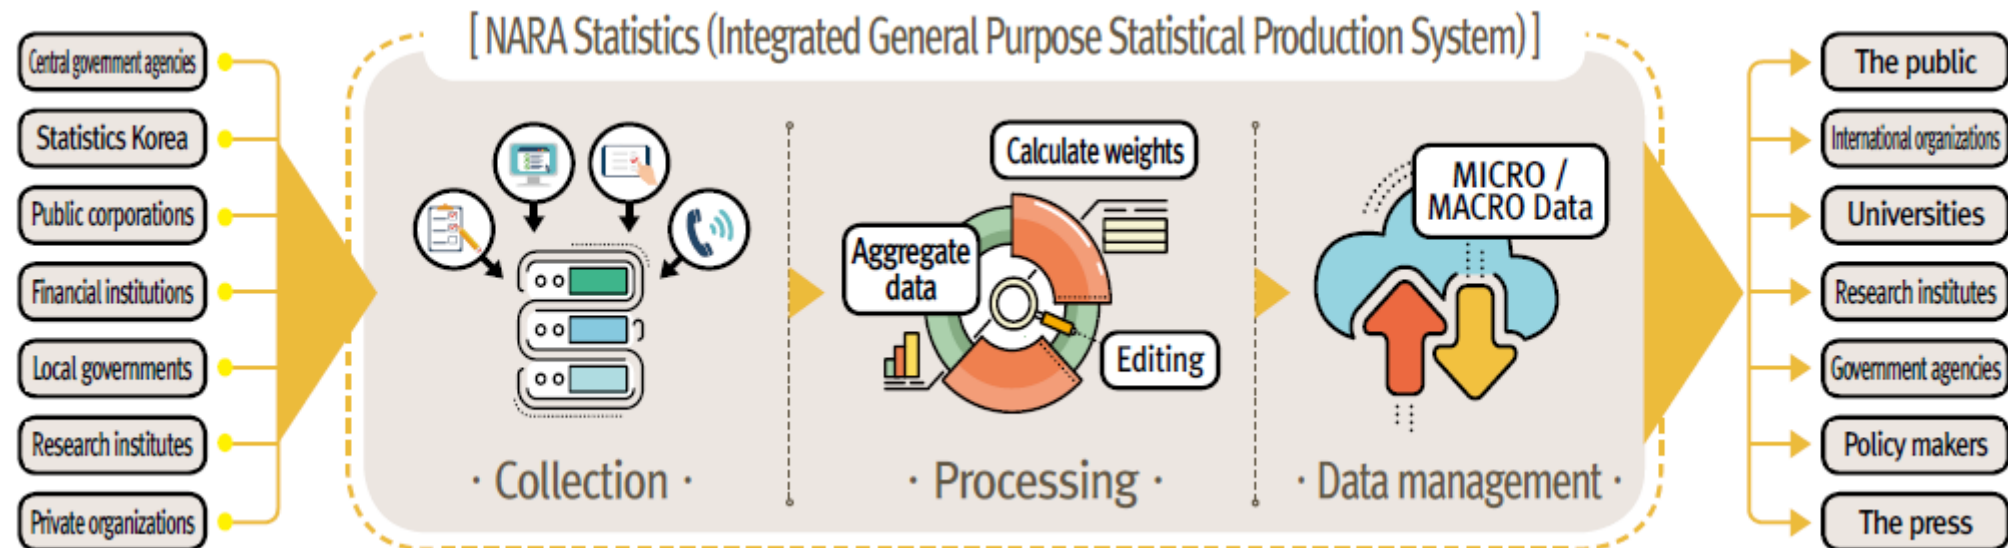 [ NARA Statistics (Integrated General Purpose Statistical Production System) ]
Central government agencies
Statistics Korea
Public corporations
Financial institutions
Local governments
Research institutes
Private organizations
· Collection ·
Calculate weights
Aggregate
data
Editing
· Processing ·
MICRO /
MACRO Data
· Data management ·
The public
International organizations
Universities
Research institutes
Government agencies
Policy makers
The press